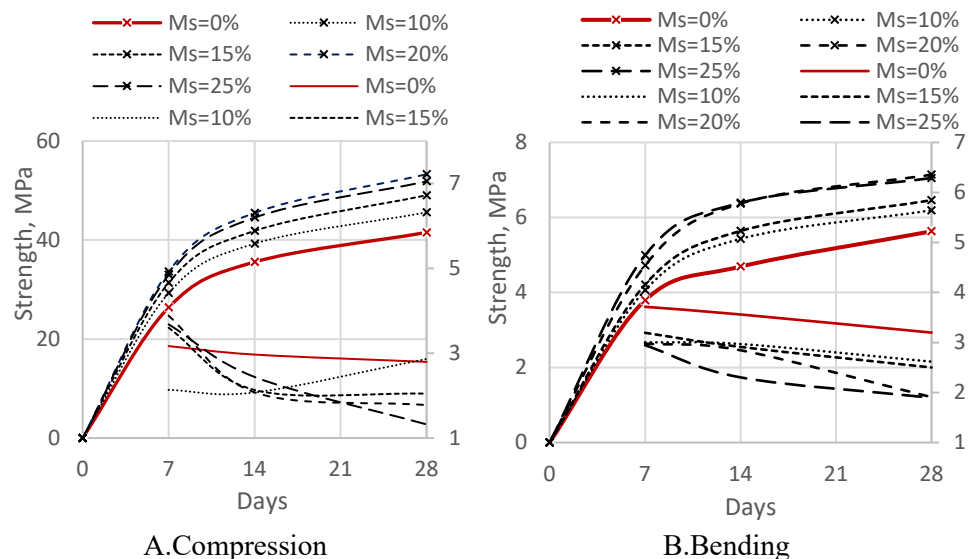 Ms=0% Ms=10%
Ms=15% Ms=20%
Ms=25% Ms=0%
Ms=10% Ms=15%
60
40
20
0
7
5
3
1
Strength, MPa
0 7 14 21 28
Days
A.Compression
Ms=0% Ms=10%
Ms=15% Ms=20%
Ms=25% Ms=0%
Ms=10% Ms=15%
Ms=20% Ms=25%
8
6
4
2
0
7
6
5
4
3
2
1
Strength, MPa
0 7 14 21 28
Days
B.Bending